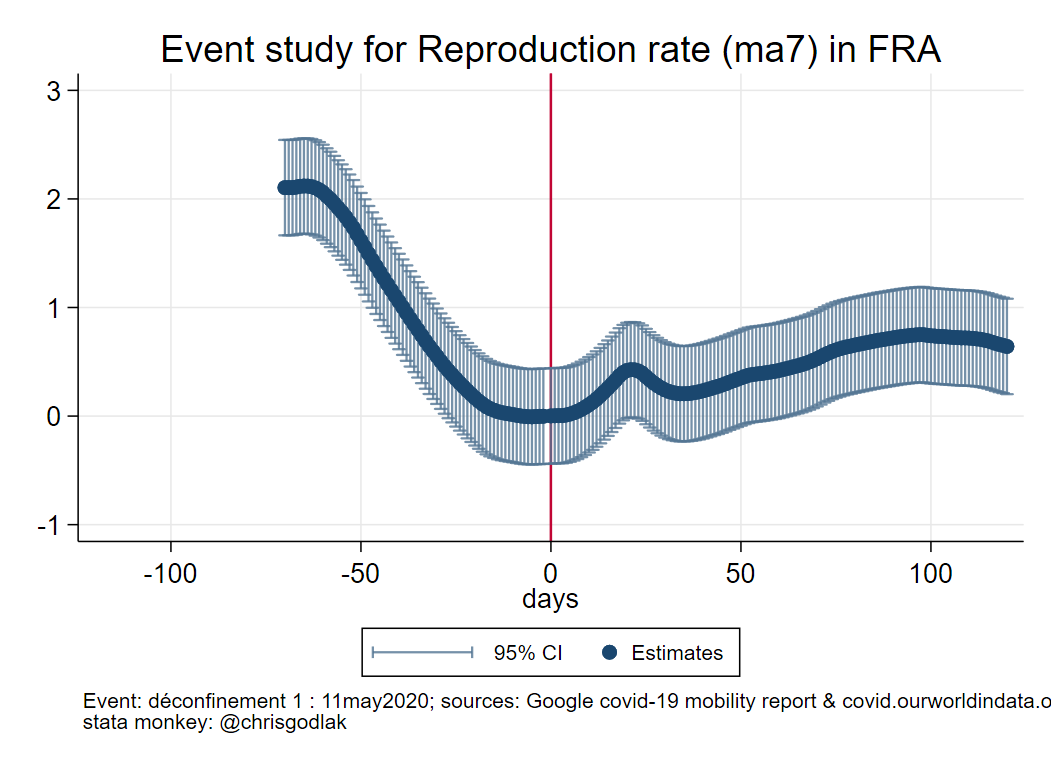 Event study for Reproduction rate (ma7) in FRA
3
2
1
0
-1
-100 -50 0 50 100
days
95% CI Estimates
Event: déconfinement 1 : 11may2020; sources: Google covid-19 mobility report & covid.ourworldindata.o
stata monkey: @chrisgodlak